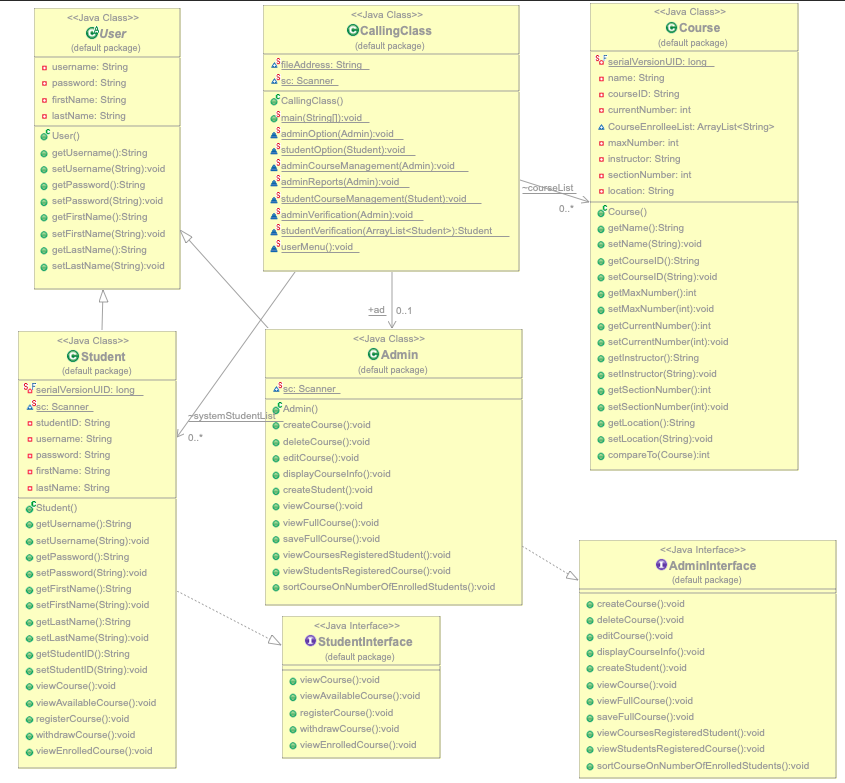 <<Java Class>>
User
(default package)
username: String
password: String
firstName: String
lastName: String
User()
getUsername():String
setUsername(String):void
getPassword():String
setPassword(String):void
getFirstName():String
setFirstName(String):void
getLastName():String
setLastName(String):void
<<Java Class>>
CallingClass
(default package)
fileAddress: String
sc: Scanner
CallingClass()
main(String[]):void
adminOption(Admin):void
studentOption(Student):void
adminCourseManagement(Admin):void
adminReports(Admin):void
studentCourseManagement(Student):void
adminVerification(Admin):void
studentVerification(ArrayList<Student>):Student
userMenu():void
~courseList
0..*
<<Java Class>>
Course
(default package)
serialVersionUID: long
name: String
courseID: String
currentNumber: int
CourseEnrolleeList: ArrayList<String>
maxNumber: int
instructor: String
sectionNumber: int
location: String
Course()
getName():String
setName(String):void
getCourseID():String
setCourseID(String):void
getMaxNumber():int
setMaxNumber(int):void
getCurrentNumber():int
setCurrentNumber(int):void
getInstructor():String
setInstructor(String):void
getSectionNumber():int
setSectionNumber(int):void
getLocation():String
setLocation(String):void
compareTo(Course):int
+ad
0..1
~systemStudentList
0..*
<<Java Class>>
Student
(default package)
serialVersionUID: long
sc: Scanner
studentID: String
username: String
password: String
firstName: String
lastName: String
Student()
getUsername():String
setUsername(String):void
getPassword():String
setPassword(String):void
getFirstName():String
setFirstName(String):void
getLastName():String
setLastName(String):void
getStudentID():String
setStudentID(String):void
viewCourse():void
viewAvailableCourse():void
registerCourse():void
withdrawCourse():void
viewEnrolledCourse():void
<<Java Class>>
Admin
(default package)
sc: Scanner
Admin()
createCourse():void
deleteCourse():void
editCourse():void
displayCourseInfo():void
createStudent():void
viewCourse():void
viewFullCourse():void
saveFullCourse():void
viewCoursesRegisteredStudent():void
viewStudentsRegisteredCourse():void
sortCourseOnNumberOfEnrolledStudents():void
<<Java Interface>>
StudentInterface
(default package)
viewCourse():void
viewAvailableCourse():void
registerCourse():void
withdrawCourse():void
viewEnrolledCourse():void
<<Java Interface>>
AdminInterface
(default package)
createCourse():void
deleteCourse():void
editCourse():void
displayCourseInfo():void
createStudent():void
viewCourse():void
viewFullCourse():void
saveFullCourse():void
viewCoursesRegisteredStudent():void
viewStudentsRegisteredCourse():void
sortCourseOnNumberOfEnrolledStudents():void